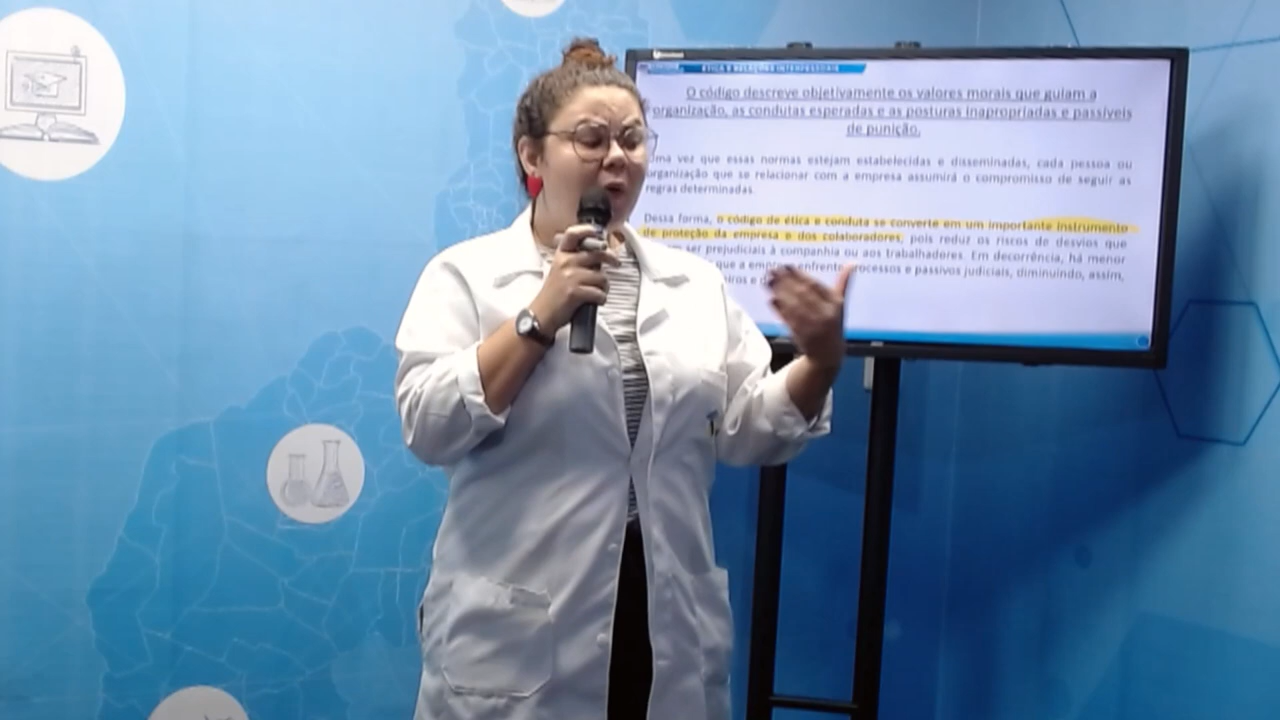 ÉTICA E RELAÇÕES INTERPESSOAIS
O código descreve objetivamente os valores morais que guiam a
organização, as condutas esperadas e as posturas inapropriadas e passíveis
de punição.
Uma vez que essas normas estejam estabelecidas e disseminadas, cada pessoa ou
organização que se relacionar com a empresa assumirá o compromisso de seguir as
regras determinadas.
Dessa forma, o código de ética e conduta se converte em um importante instrumento
de proteção da empresa e dos colaboradores, pois reduz os riscos de desvios que
ser prejudiciais à companhia ou aos trabalhadores. Em decorrência, há menor
que a empresa enfrente processos e passivos judiciais, diminuindo, assim,